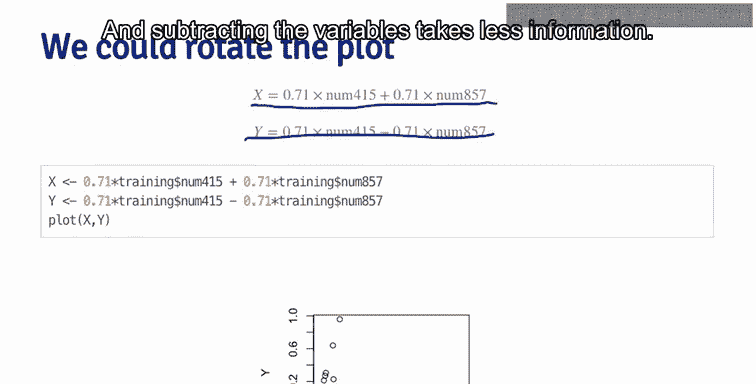 And subtracting the variables takes less information.
We could rotate the plot
X = 0.71 × num415 + 0.71 × num857
Y = 0.71 × num415 − 0.71 × num857
X <- 0.71*training$num415 + 0.71*training$num857
Y <- 0.71*training$num415 - 0.71*training$num857
plot(X,Y)
1.0
0.6
Y
0.2